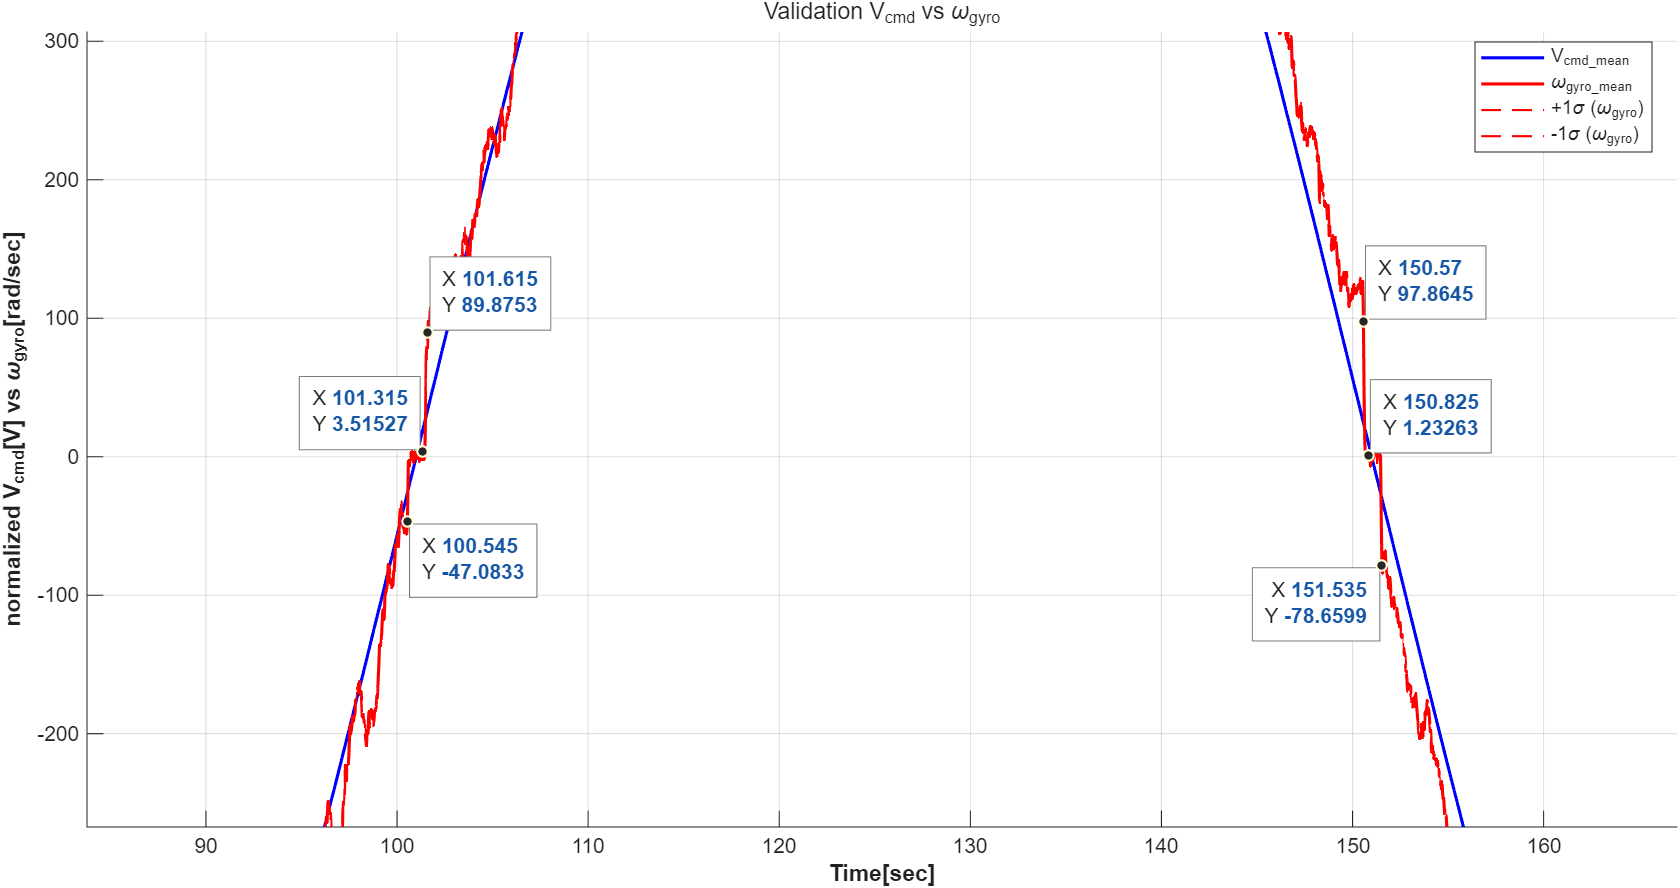 Validation Vcmd vs ωgyro
normalized Vcmd[V] vs ωgyro[rad/sec]
300
200
100
0
-100
-200
Vcmd_mean
ωgyro_mean
+1σ (ωgyro)
-1σ (ωgyro)
X 101.615
Y 89.8753
X 150.57
Y 97.8645
X 101.315
Y 3.51527
X 150.825
Y 1.23263
X 100.545
Y -47.0833
X 151.535
Y -78.6599
90
100
110
120
130
140
150
160
Time[sec]